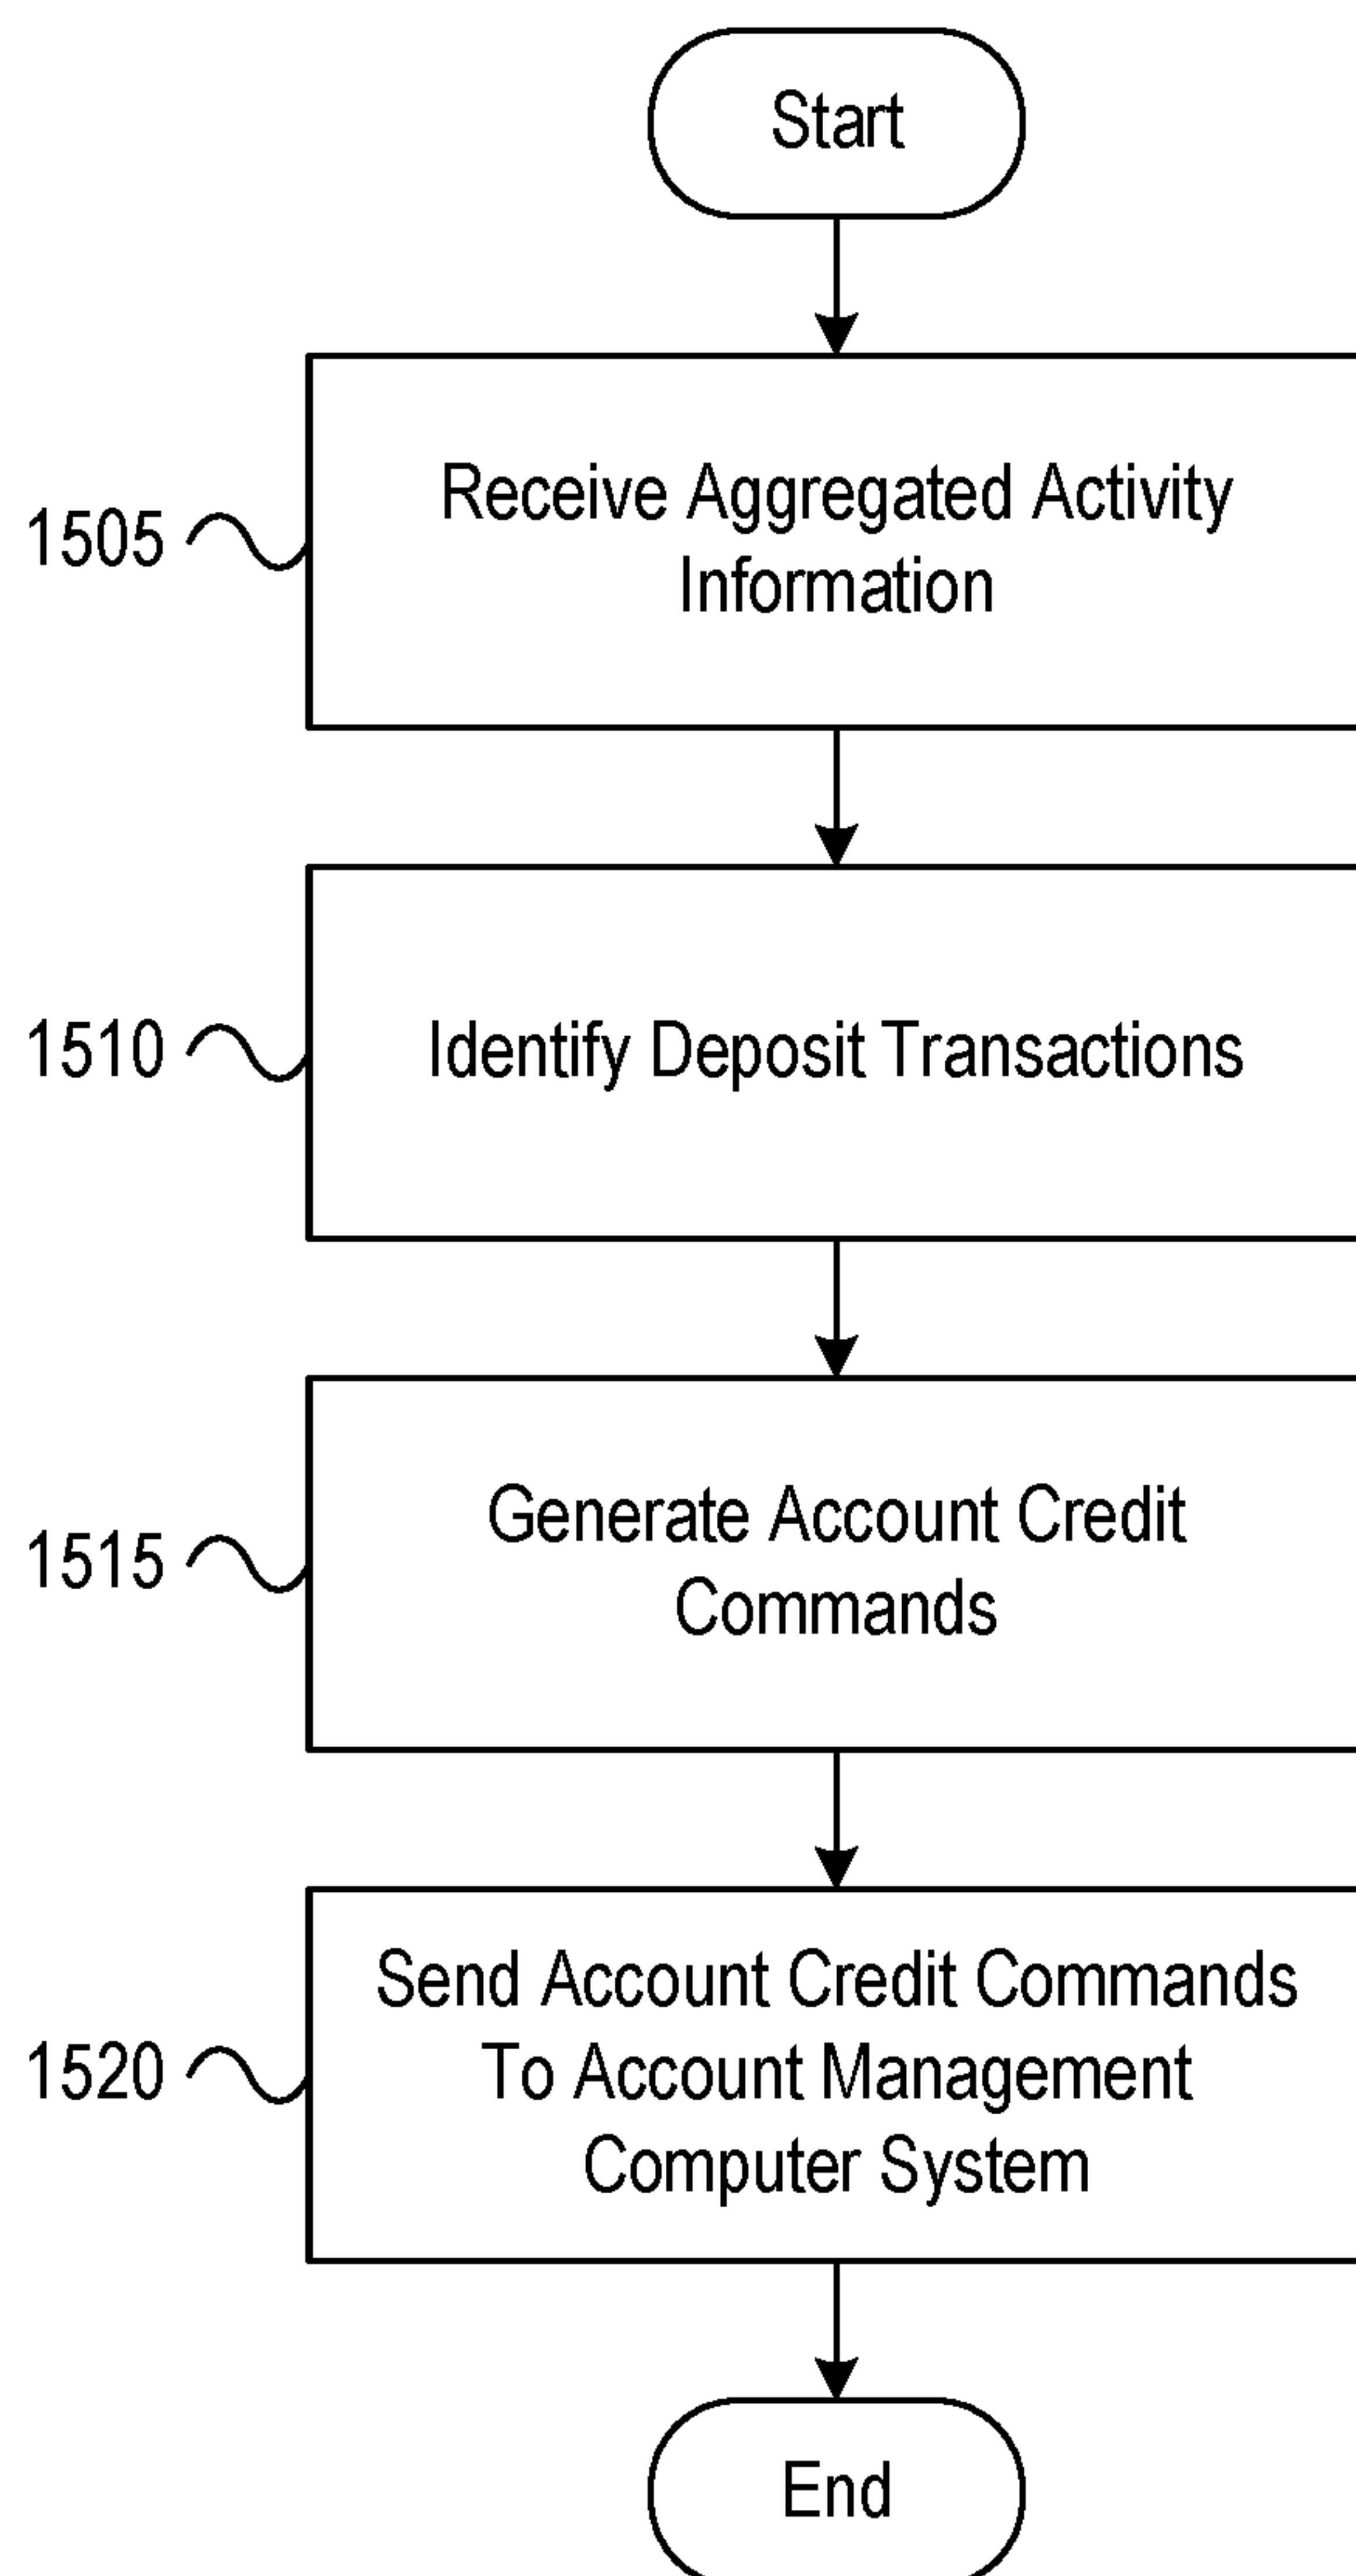 Start
1505
Receive Aggregated Activity
Information
1510
Identify Deposit Transactions
1515
Generate Account Credit
Commands
1520
Send Account Credit Commands
To Account Management
Computer System
End